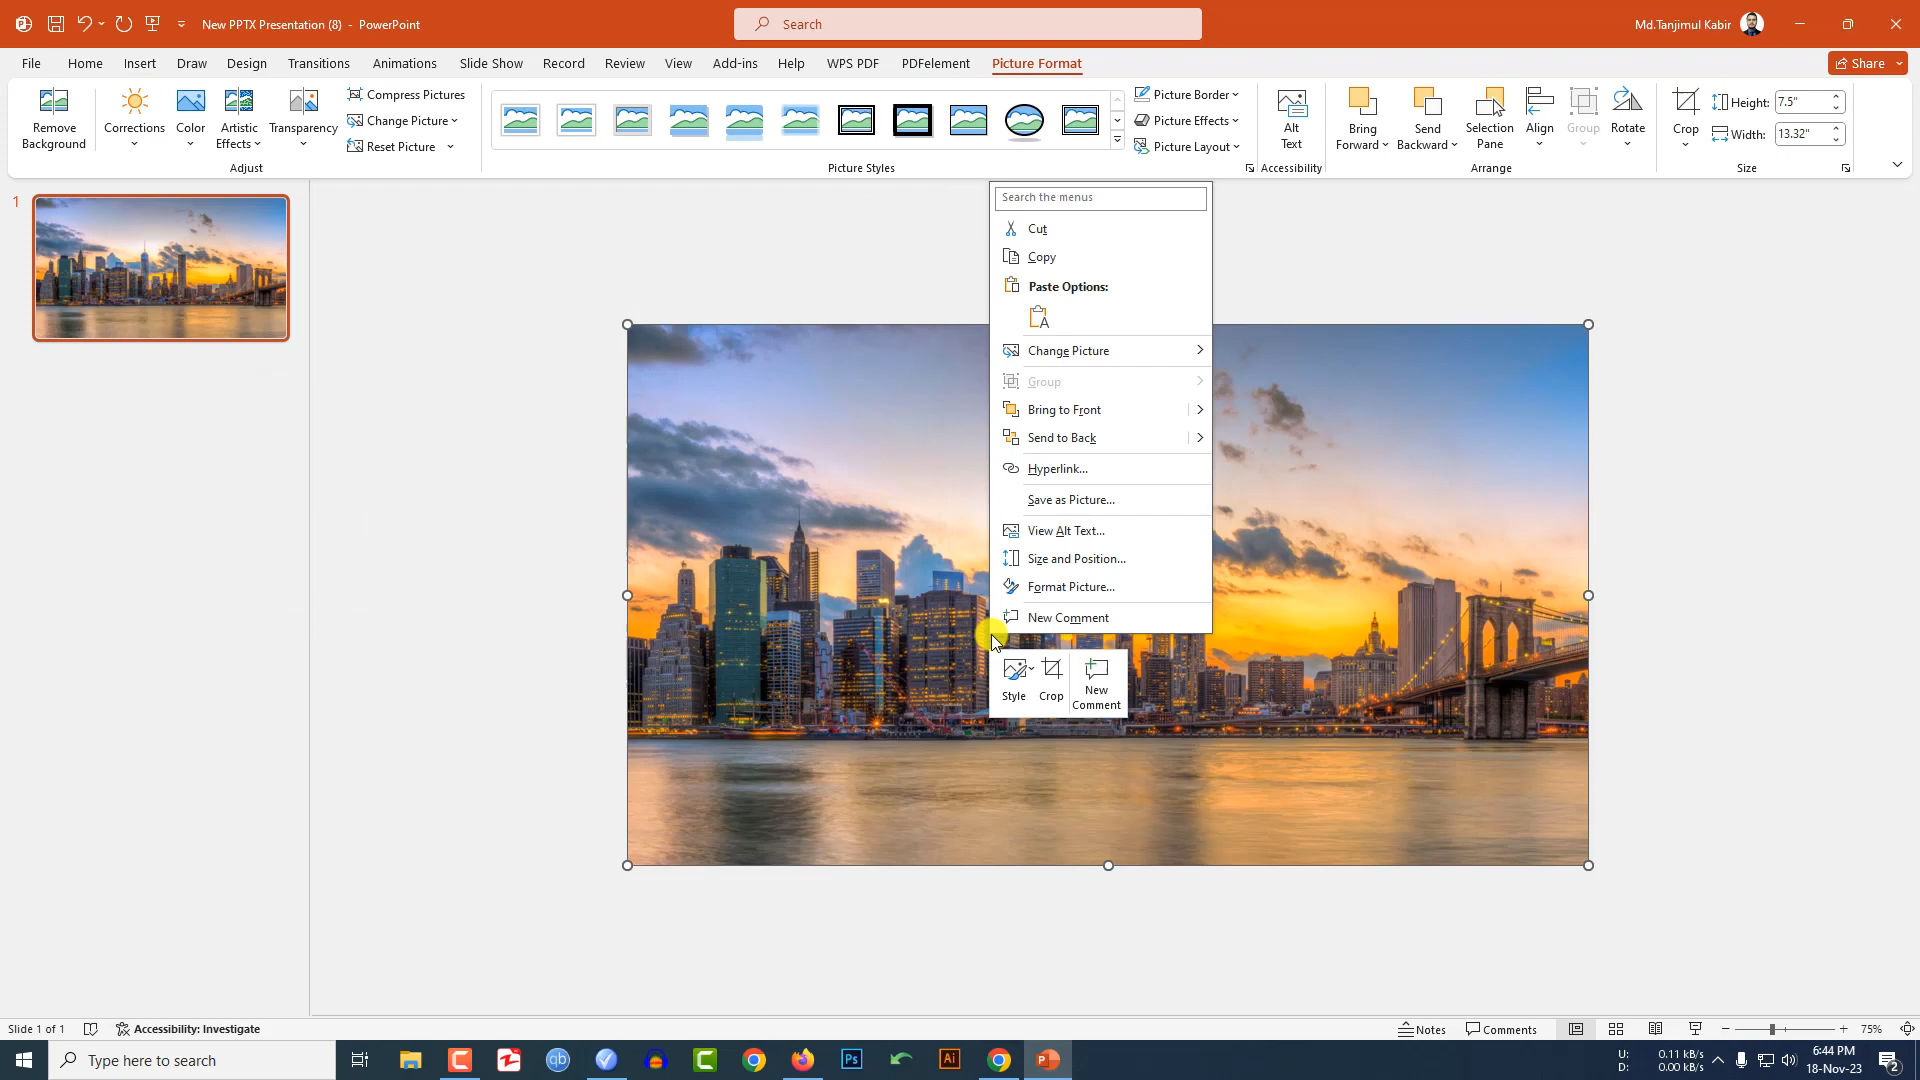 New PPTX Presentation (8) - PowerPoint
Search
Md.Tanjimul Kabir
File Home Insert Draw Design Transitions Animations Slide Show Record Review View Add-ins Help WPS PDF PDFelement Picture Format
Share
Remove Background
Corrections
Color
Artistic Effects
Transparency
Compress Pictures
Change Picture
Reset Picture
Adjust
Picture Styles
Picture Border
Picture Effects
Picture Layout
Alt Text
Accessibility
Bring Forward
Send Backward
Selection Pane
Align
Group
Rotate
Arrange
Crop
Height: 7.5"
Width: 13.32"
Size
1
Search the menus
Cut
Copy
Paste Options:
Change Picture
Group
Bring to Front
Send to Back
Hyperlink...
Save as Picture...
View Alt Text...
Size and Position...
Format Picture...
New Comment
Style
Crop
New Comment
Slide 1 of 1
Accessibility: Investigate
Notes
Comments
75%
Type here to search
U: 0.11 kB/s
D: 0.00 kB/s
6:44 PM
18-Nov-23
2